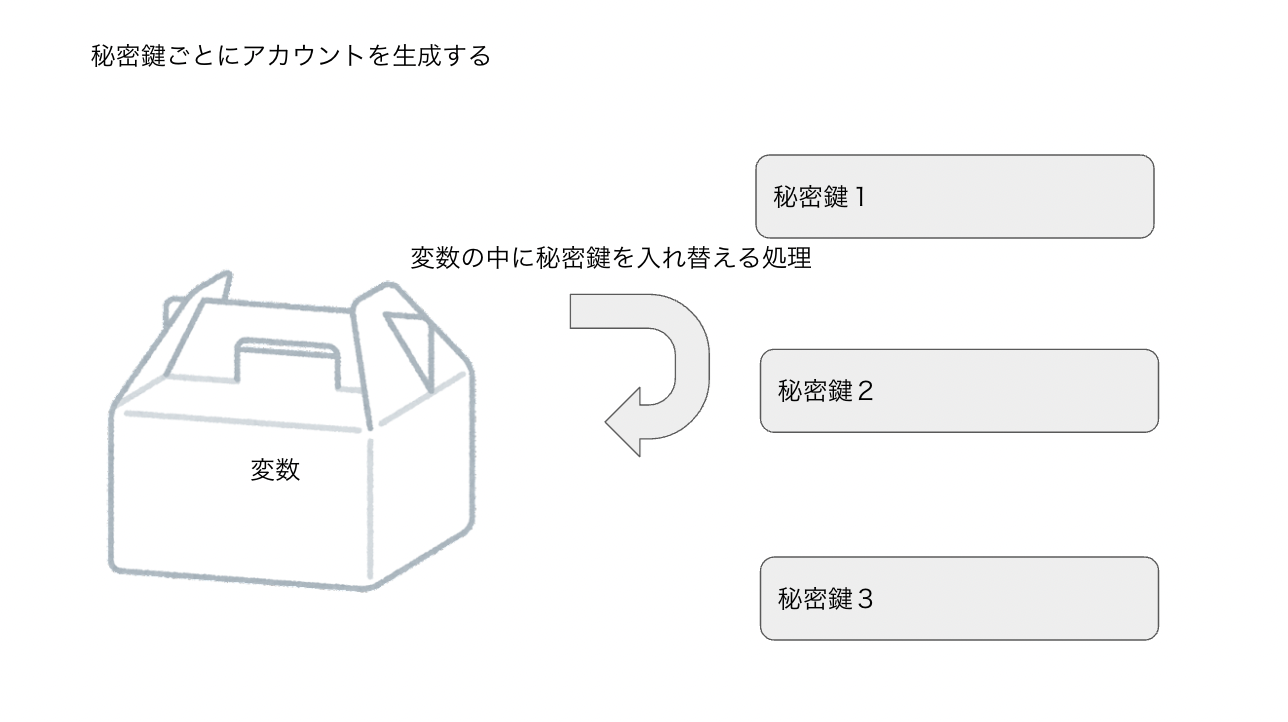 秘密鍵ごとにアカウントを生成する
秘密鍵１
変数の中に秘密鍵を入れ替える処理
秘密鍵２
変数
秘密鍵３